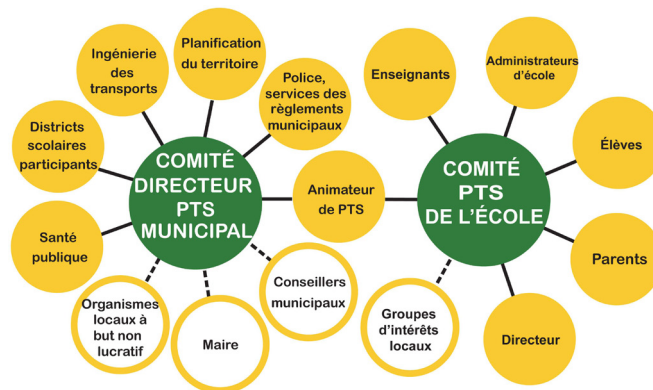 Ingénierie
des
transports
Planification
du territoire
Police,
services des
règlements
municipaux
Districts
scolaires
participants
COMITÉ
DIRECTEUR
PTS
MUNICIPAL
Animateur
de PTS
Santé
publique
Organismes
locaux à
but non
lucratif
Maire
Conseillers
municipaux
Enseignants
Administrateurs
d'école
Élèves
COMITÉ
PTS
DE L'ÉCOLE
Parents
Groupes
d'intérêts
locaux
Directeur